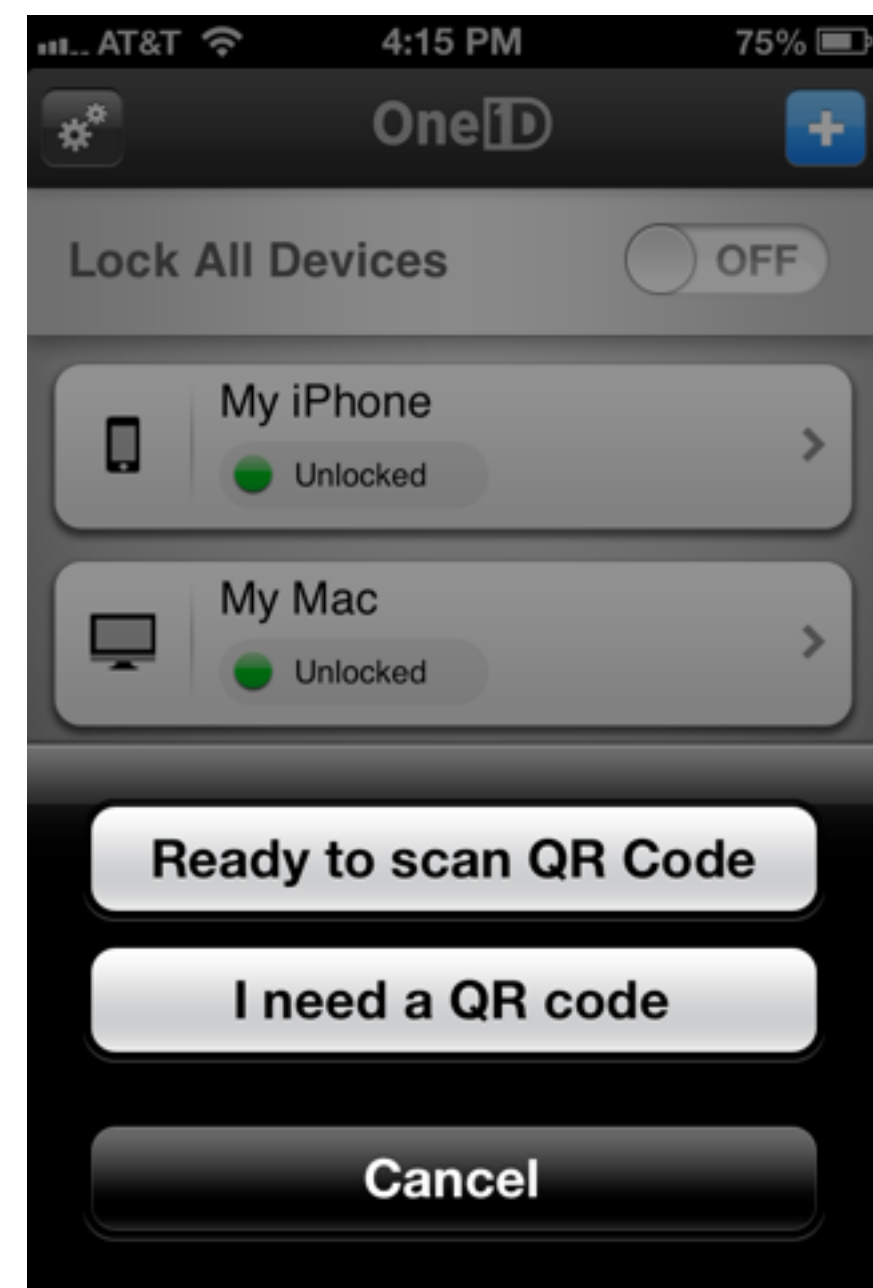 AT&T 4:15 PM 75%
OneID
Lock All Devices OFF
My iPhone
Unlocked
My Mac
Unlocked
Ready to scan QR Code
I need a QR code
Cancel